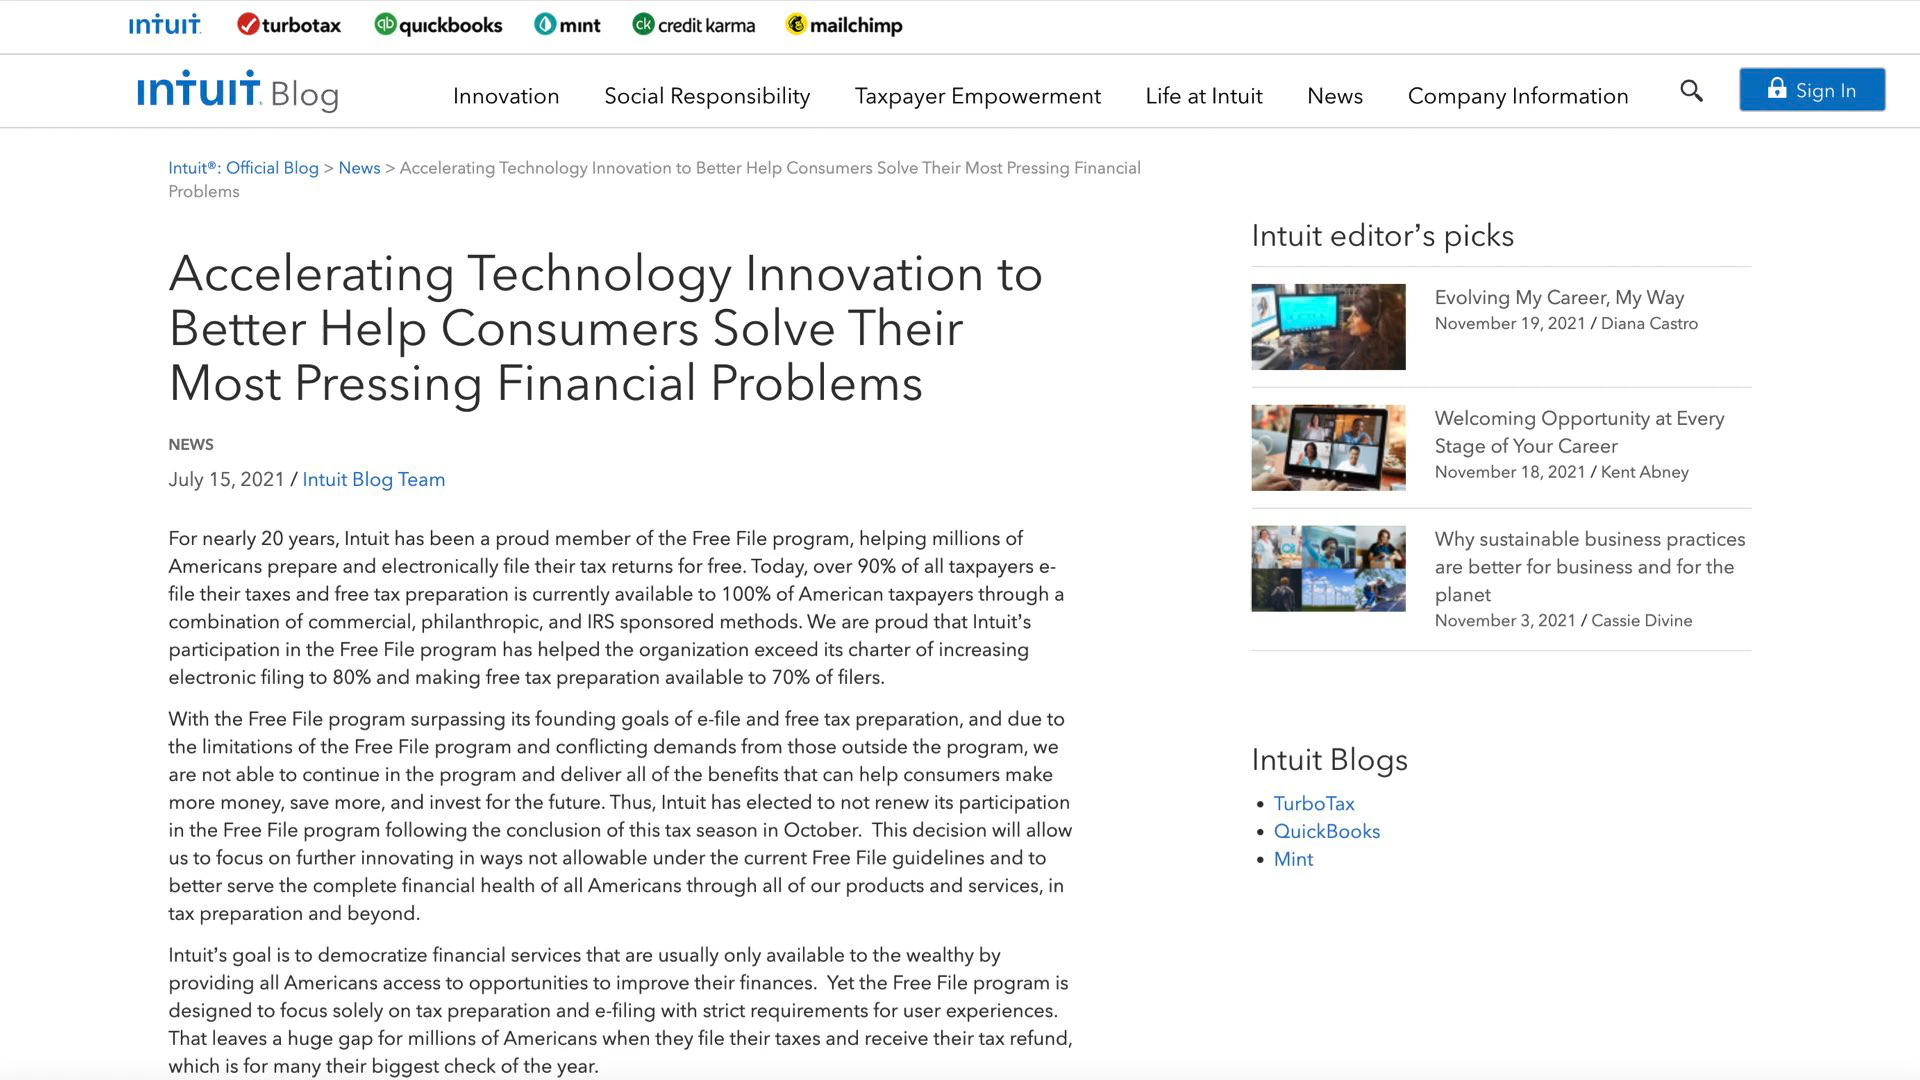 ıntuıt.
turbotax
qb quickbooks
mint
ck credit karma
mailchimp
ıntuıt. Blog
Innovation
Social Responsibility
Taxpayer Empowerment
Life at Intuit
News
Company Information
Sign In
Intuit®: Official Blog > News > Accelerating Technology Innovation to Better Help Consumers Solve Their Most Pressing Financial
Problems
Accelerating Technology Innovation to
Better Help Consumers Solve Their
Most Pressing Financial Problems
NEWS
July 15, 2021 / Intuit Blog Team
For nearly 20 years, Intuit has been a proud member of the Free File program, helping millions of
Americans prepare and electronically file their tax returns for free. Today, over 90% of all taxpayers e-
file their taxes and free tax preparation is currently available to 100% of American taxpayers through a
combination of commercial, philanthropic, and IRS sponsored methods. We are proud that Intuit’s
participation in the Free File program has helped the organization exceed its charter of increasing
electronic filing to 80% and making free tax preparation available to 70% of filers.
With the Free File program surpassing its founding goals of e-file and free tax preparation, and due to
the limitations of the Free File program and conflicting demands from those outside the program, we
are not able to continue in the program and deliver all of the benefits that can help consumers make
more money, save more, and invest for the future. Thus, Intuit has elected to not renew its participation
in the Free File program following the conclusion of this tax season in October.  This decision will allow
us to focus on further innovating in ways not allowable under the current Free File guidelines and to
better serve the complete financial health of all Americans through all of our products and services, in
tax preparation and beyond.
Intuit’s goal is to democratize financial services that are usually only available to the wealthy by
providing all Americans access to opportunities to improve their finances.  Yet the Free File program is
designed to focus solely on tax preparation and e-filing with strict requirements for user experiences.
That leaves a huge gap for millions of Americans when they file their taxes and receive their tax refund,
which is for many their biggest check of the year.
Intuit editor’s picks
Evolving My Career, My Way
November 19, 2021 / Diana Castro
Welcoming Opportunity at Every
Stage of Your Career
November 18, 2021 / Kent Abney
Why sustainable business practices
are better for business and for the
planet
November 3, 2021 / Cassie Divine
Intuit Blogs
• TurboTax
• QuickBooks
• Mint